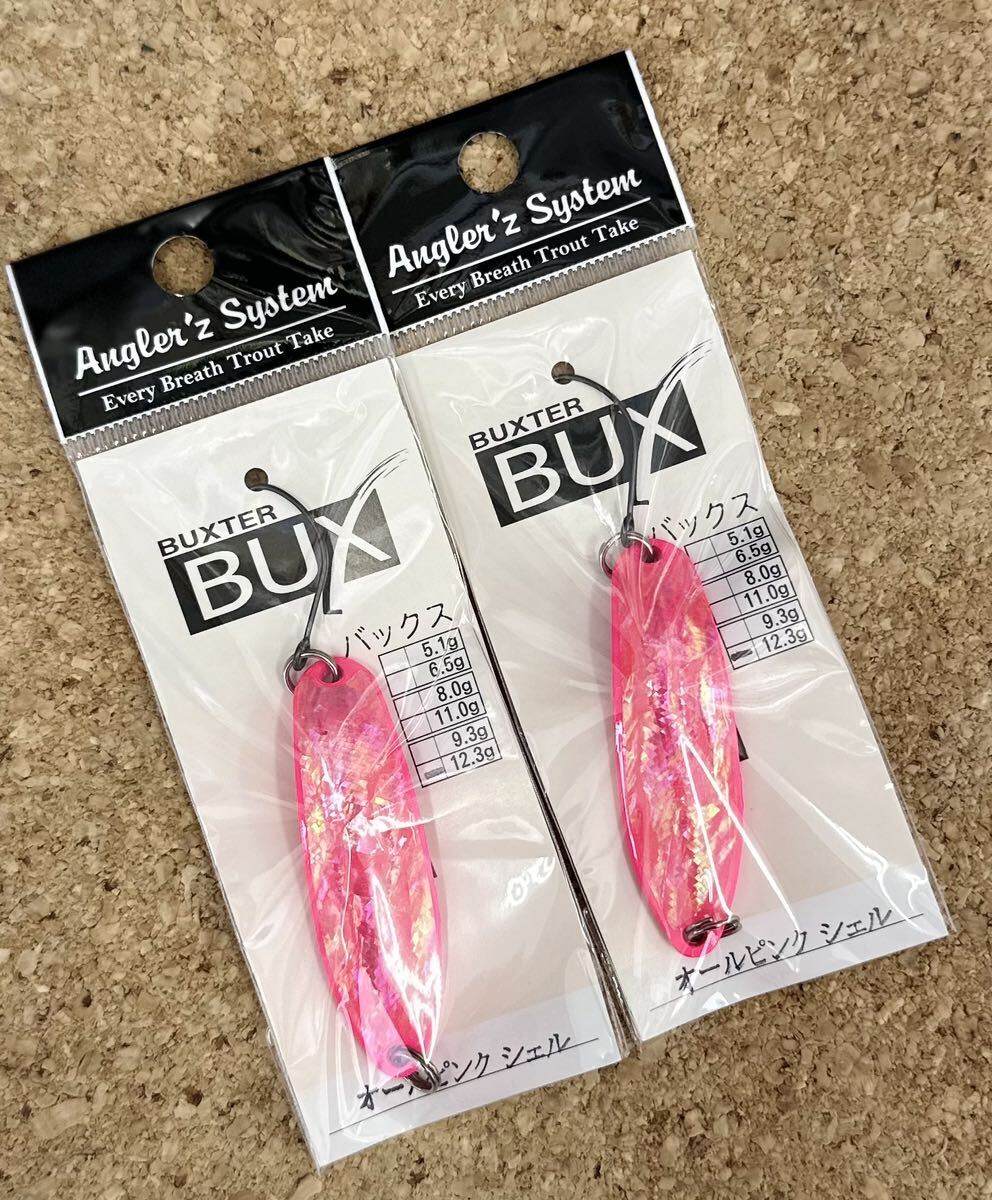 Angler'z System
Every Breath Trout Take
BUXTER
BUX
バックス
5.1g
6.5g
8.0g
11.0g
9.3g
12.3g
オールピンク シェル
Angler'z System
Every Breath Trout Take
BUXTER
BUX
バックス
5.1g
6.5g
8.0g
11.0g
9.3g
12.3g
オールピンク シェル